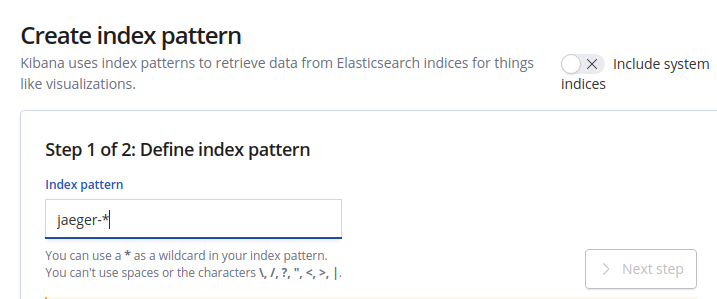 Create index pattern
Kibana uses index patterns to retrieve data from Elasticsearch indices for things
like visualizations.
Include system
indices
Step 1 of 2: Define index pattern
Index pattern
jaeger-*
You can use a * as a wildcard in your index pattern.
You can't use spaces or the characters \, /, ?, ", <, >, |.
Next step